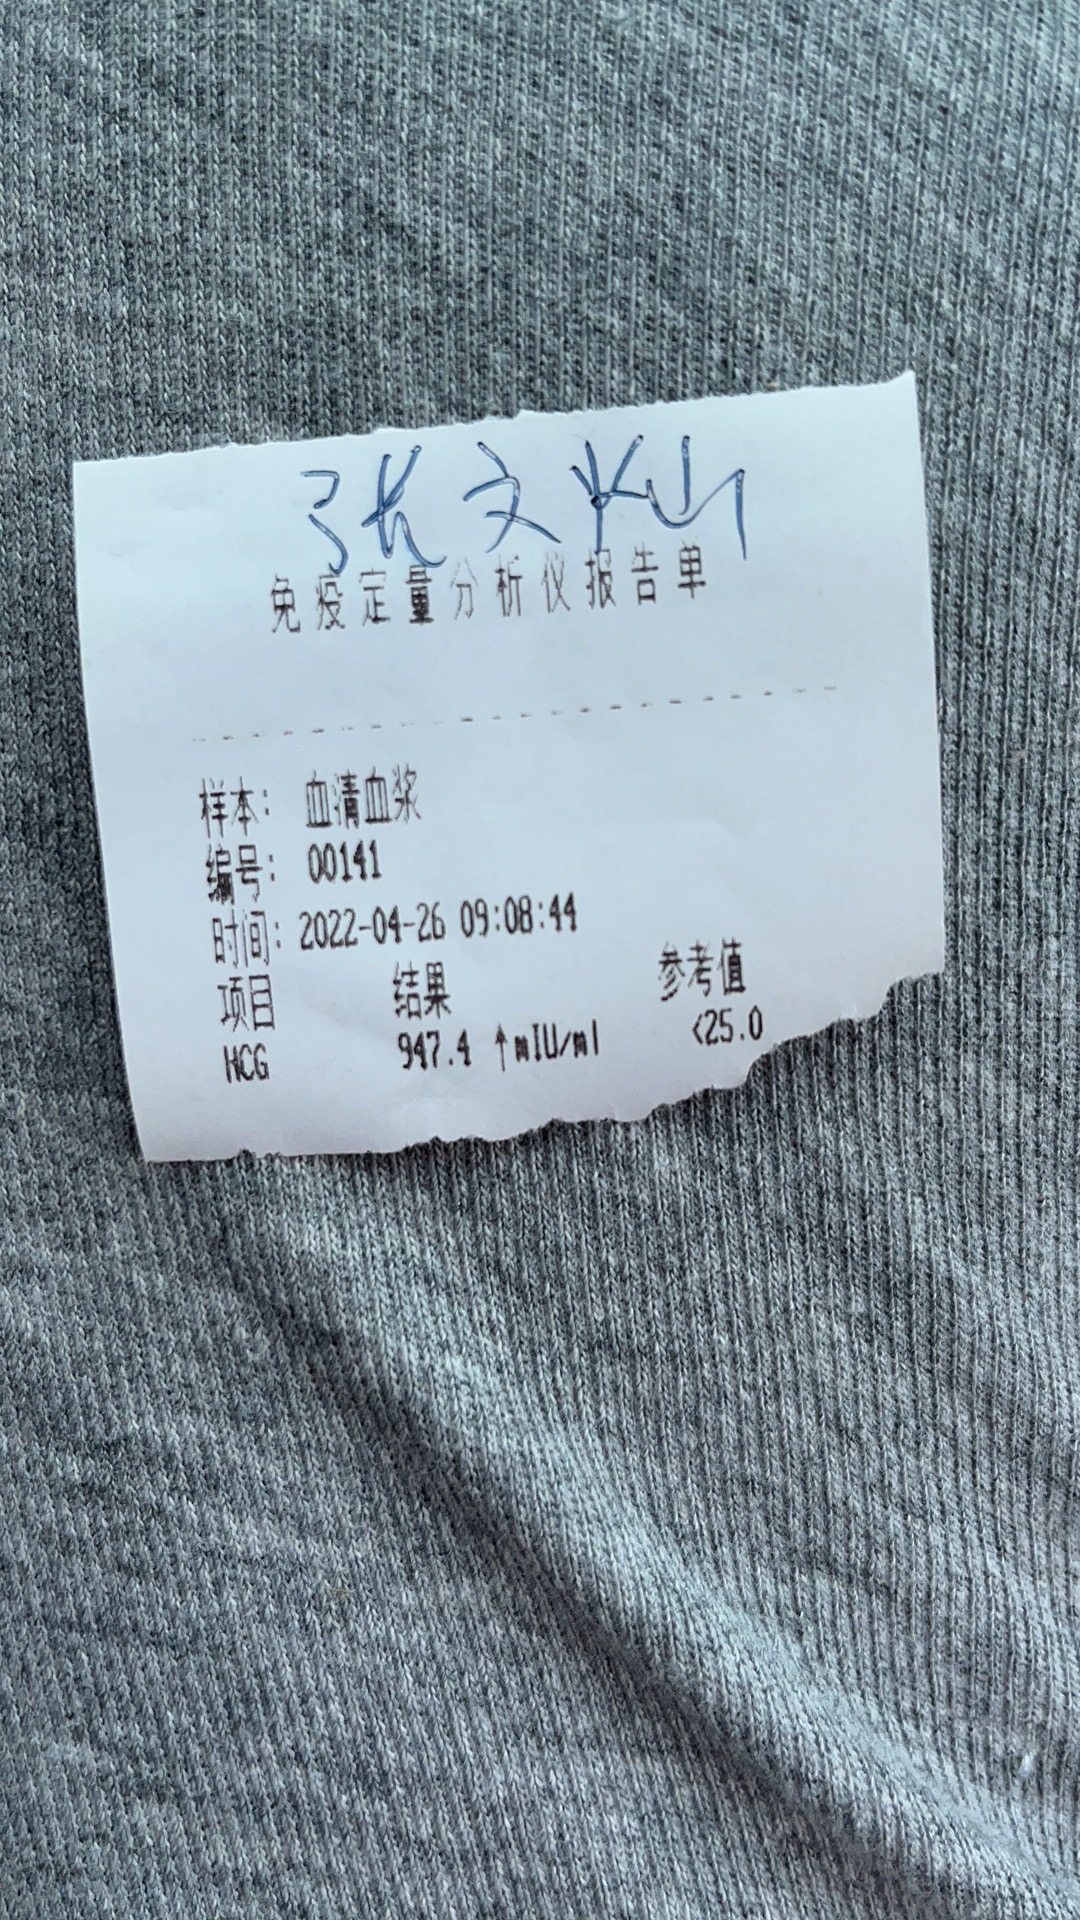 张文灿
免疫定量分析仪报告单
样本： 血清血浆
编号： 00141
时间：2022-04-26 09:08:44
项目 结果 参考值
HCG 947.4 ↑mIU/ml <25.0